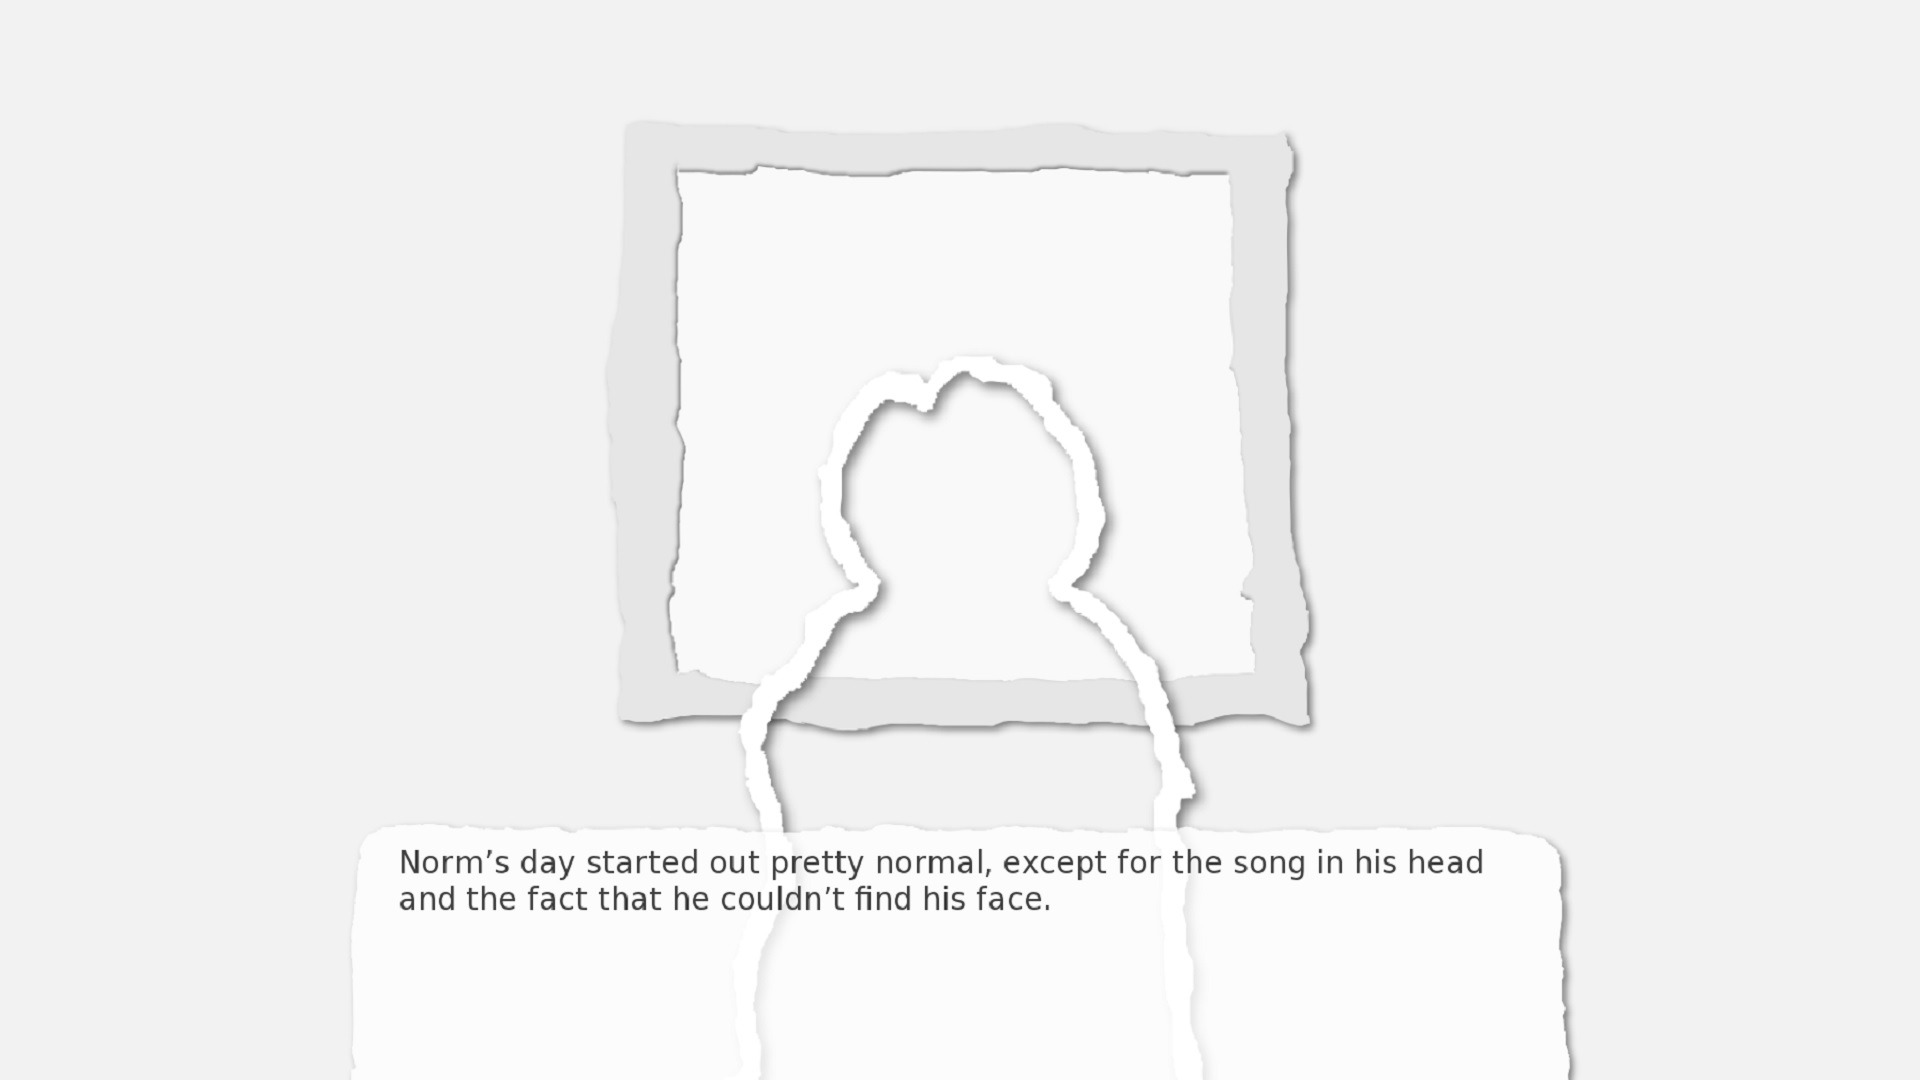 Norm’s day started out pretty normal, except for the song in his head
and the fact that he couldn’t find his face.